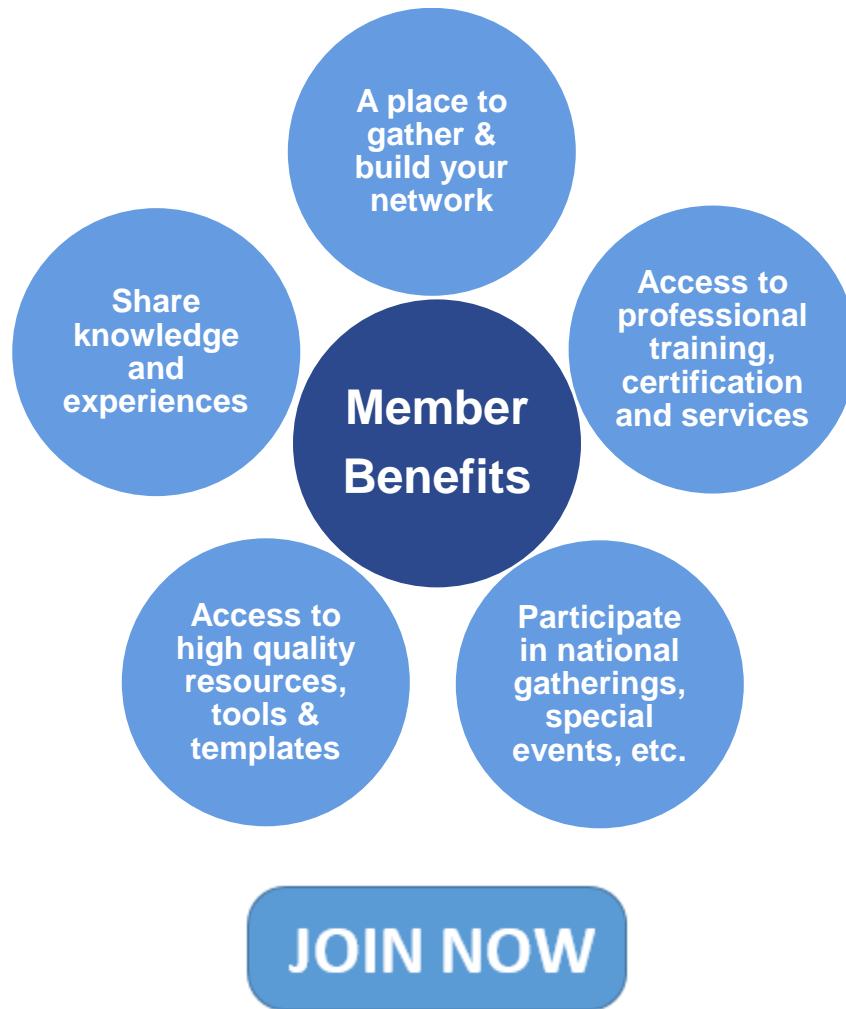 A place to
gather &
build your
network
Share
knowledge
and
experiences
Access to
professional
training,
certification
and services
Member
Benefits
Access to
high quality
resources,
tools &
templates
Participate
in national
gatherings,
special
events, etc.
JOIN NOW